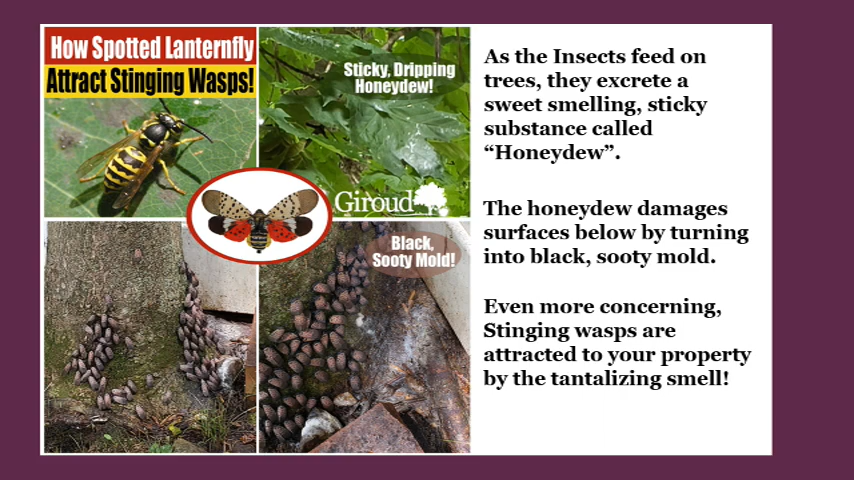 How Spotted Lanternfly
Attract Stinging Wasps!
Sticky, Dripping
Honeydew!
Giroud
Black,
Sooty Mold!
As the Insects feed on
trees, they excrete a
sweet smelling, sticky
substance called
“Honeydew”.
The honeydew damages
surfaces below by turning
into black, sooty mold.
Even more concerning,
Stinging wasps are
attracted to your property
by the tantalizing smell!